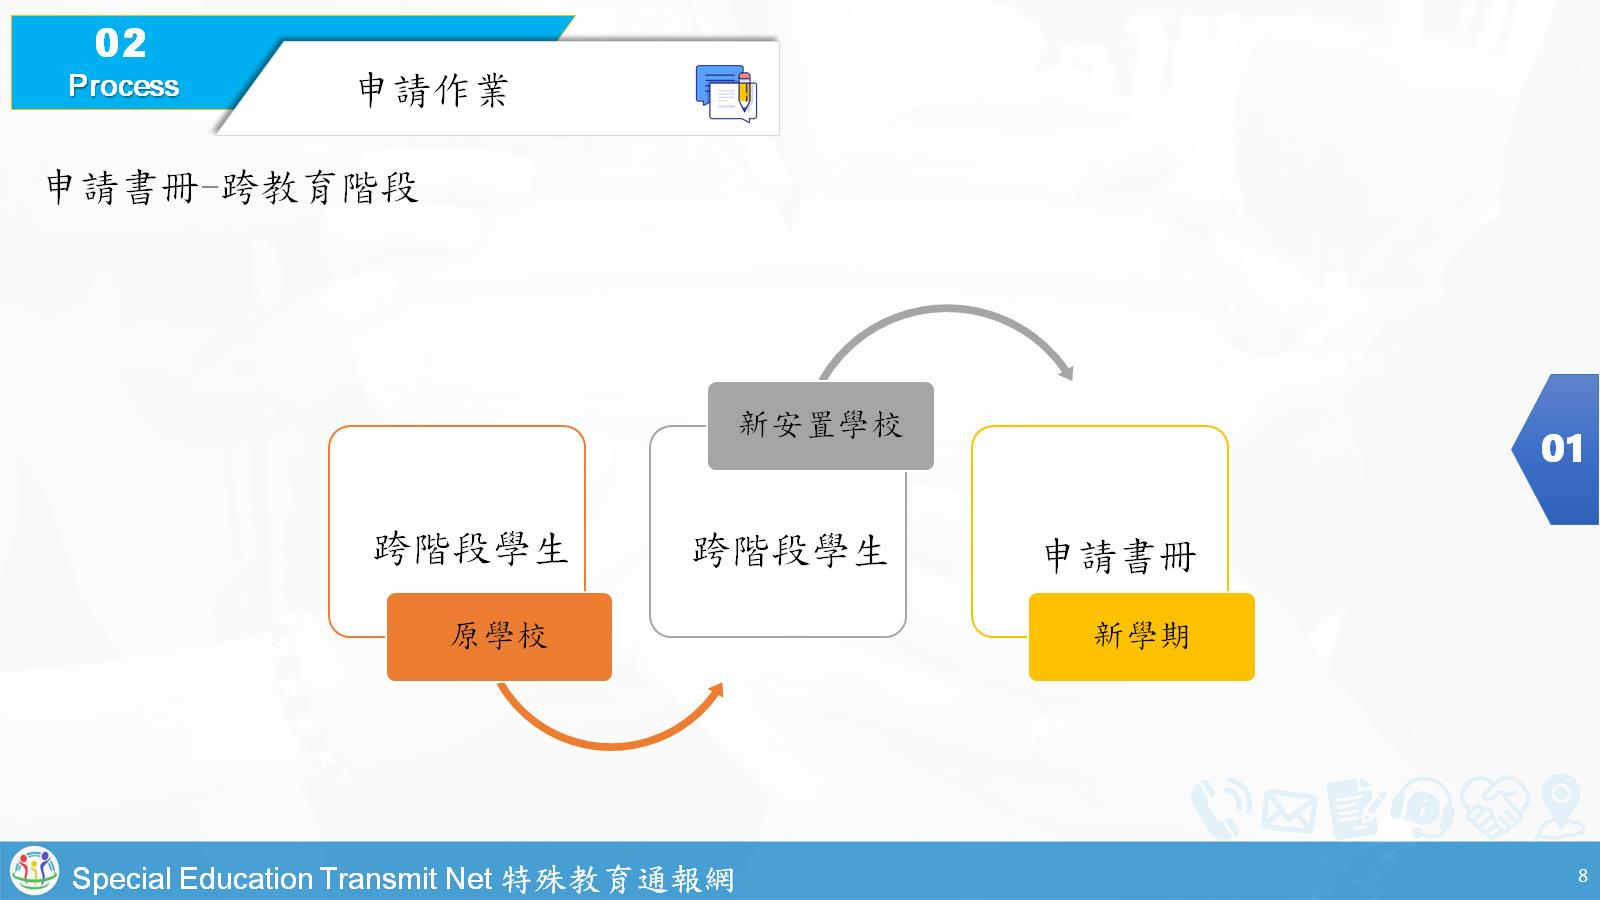 02
Process
申請作業
申請書冊-跨教育階段
跨階段學生
原學校
新安置學校
跨階段學生
申請書冊
新學期
01
Special Education Transmit Net 特殊教育通報網
8